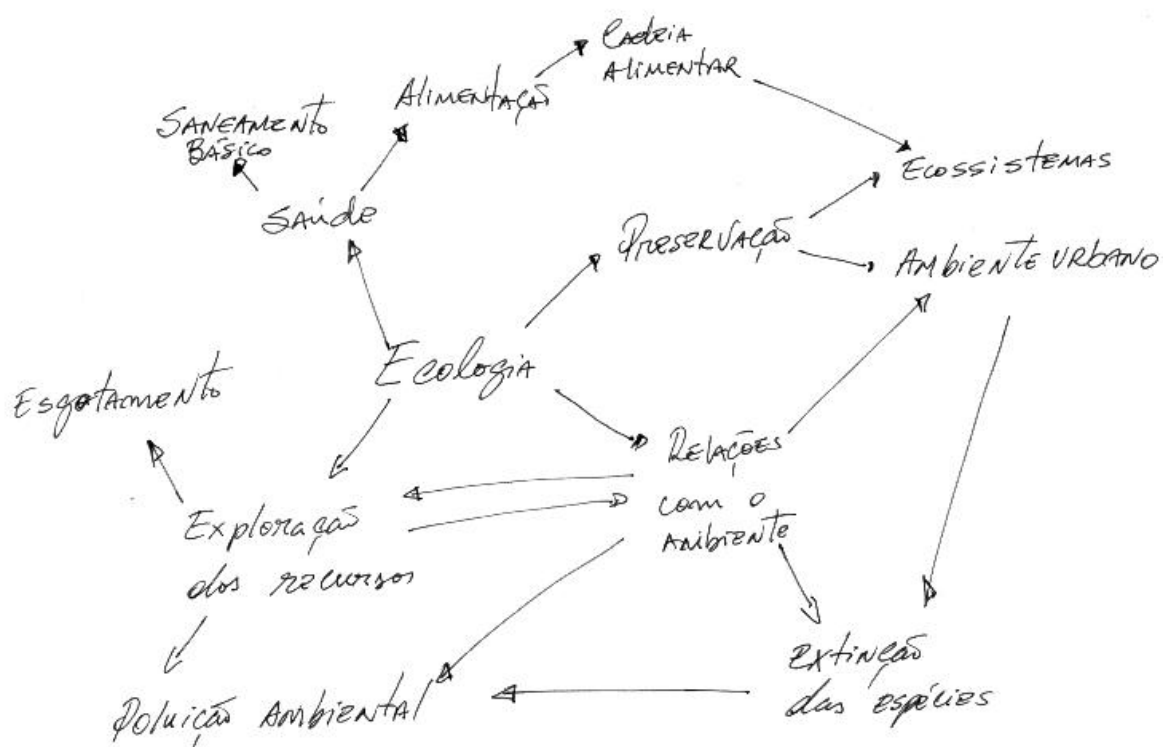 Cadeia
Alimentar
Alimentação
Saneamento
Básico
Ecossistemas
Saúde
Preservação
Ambiente urbano
Ecologia
Esgotamento
Relações
com o
ambiente
Exploração
dos recursos
Extinção
das espécies
Poluição Ambiental